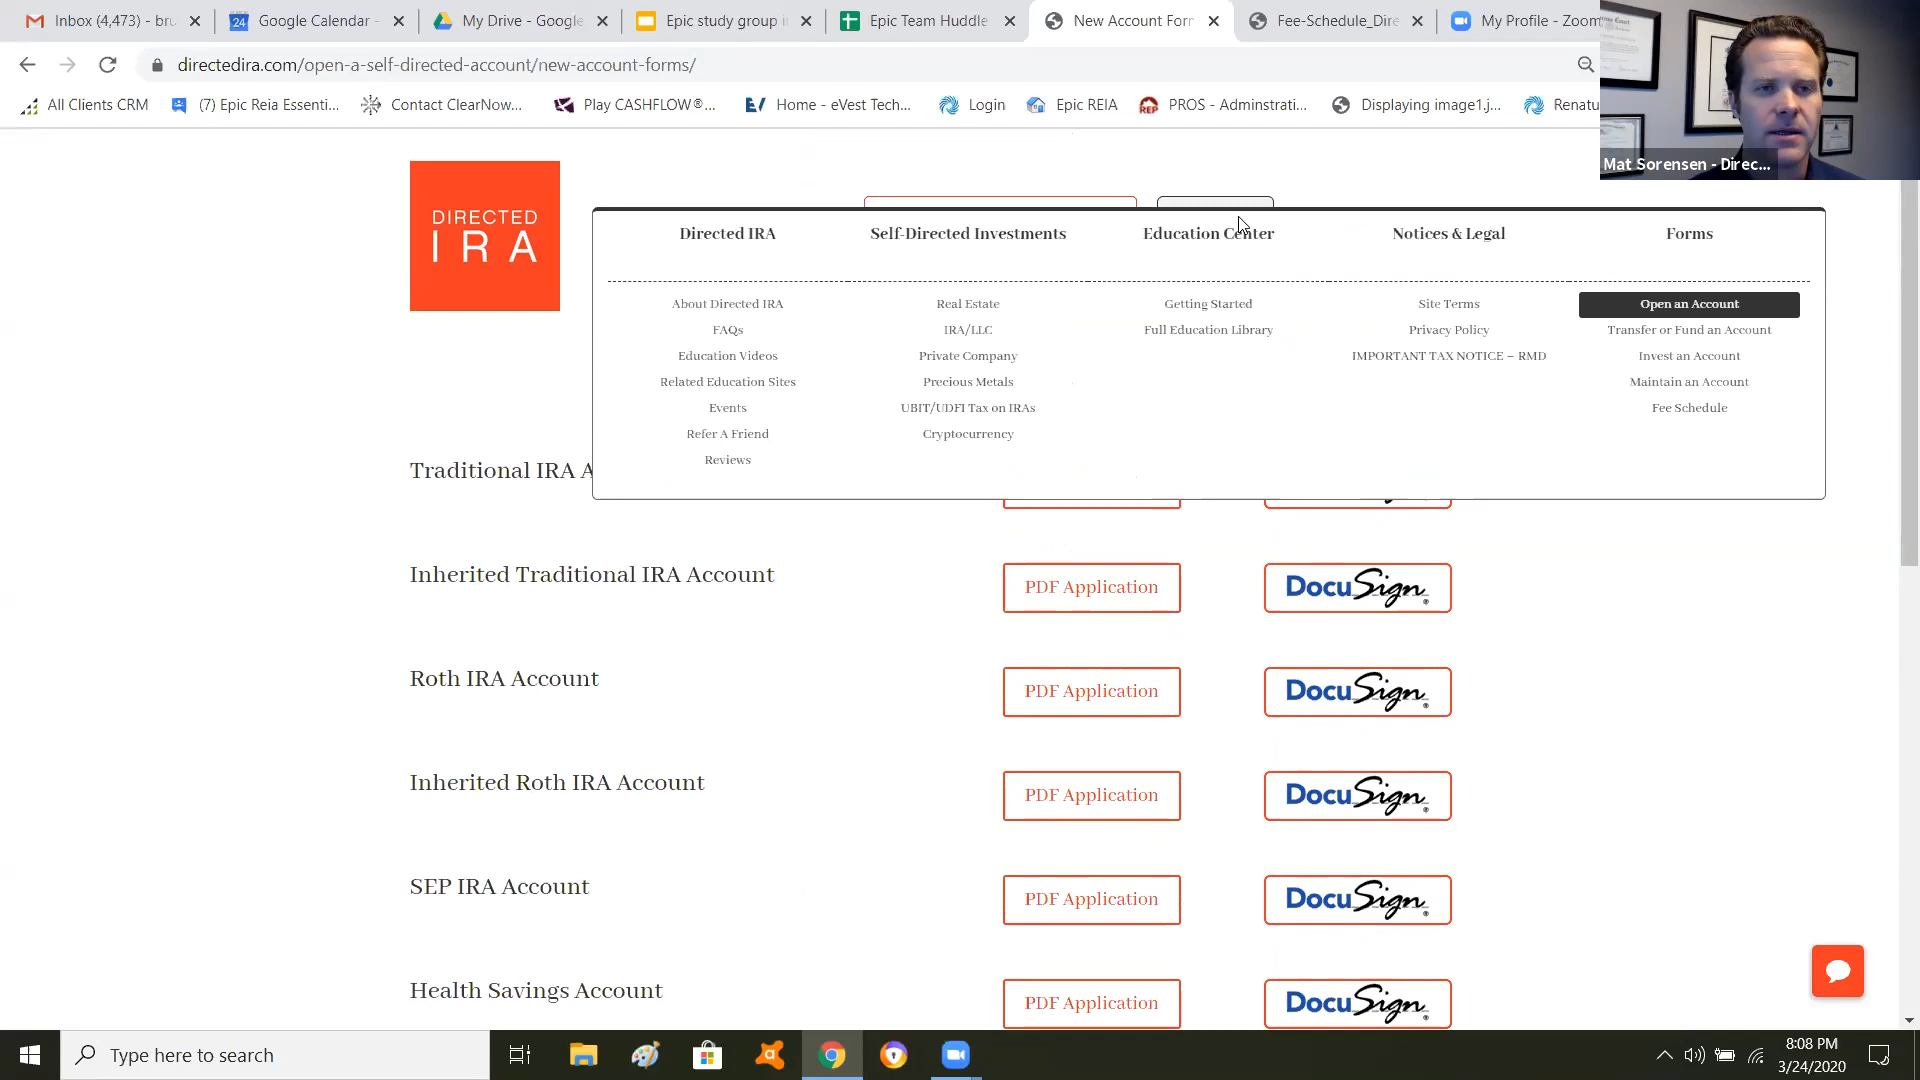 Inbox (4,473) - bru
Google Calendar -
My Drive - Google
Epic study group i
Epic Team Huddle
New Account Forr
Fee-Schedule_Dire
My Profile - Zoom
directedira.com/open-a-self-directed-account/new-account-forms/
All Clients CRM
(7) Epic Reia Essenti...
Contact ClearNow...
Play CASHFLOW®...
Home - eVest Tech...
Login
Epic REIA
PROS - Adminstrati...
Displaying image1.j...
Renatu
Mat Sorensen - Direc...
DIRECTED
IRA
Directed IRA
Self-Directed Investments
Education Center
Notices & Legal
Forms
About Directed IRA
Real Estate
Getting Started
Site Terms
Open an Account
FAQs
IRA/LLC
Full Education Library
Privacy Policy
Transfer or Fund an Account
Education Videos
Private Company
IMPORTANT TAX NOTICE – RMD
Invest an Account
Related Education Sites
Precious Metals
Maintain an Account
Events
UBIT/UDFI Tax on IRAs
Fee Schedule
Refer A Friend
Cryptocurrency
Reviews
Traditional IRA A
Inherited Traditional IRA Account
PDF Application
DocuSign®
Roth IRA Account
PDF Application
DocuSign®
Inherited Roth IRA Account
PDF Application
DocuSign®
SEP IRA Account
PDF Application
DocuSign®
Health Savings Account
PDF Application
DocuSign®
Type here to search
8:08 PM
3/24/2020